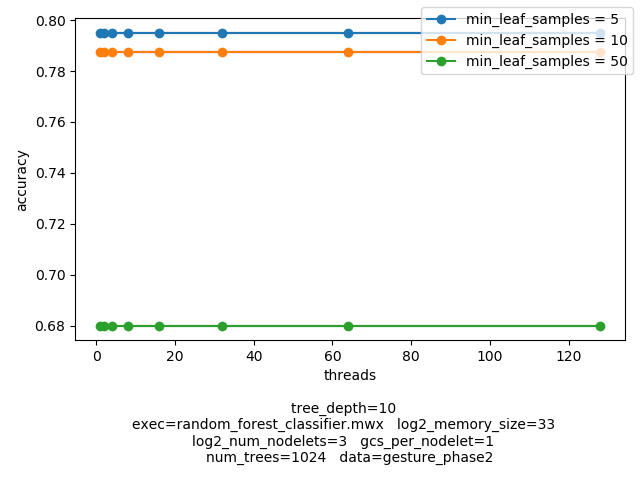 min_leaf_samples = 5
min_leaf_samples = 10
min_leaf_samples = 50
0.80
0.78
0.76
0.74
0.72
0.70
0.68
accuracy
0 20 40 60 80 100 120
threads
tree_depth=10
exec=random_forest_classifier.mwx log2_memory_size=33
log2_num_nodelets=3 gcs_per_nodelet=1
num_trees=1024 data=gesture_phase2